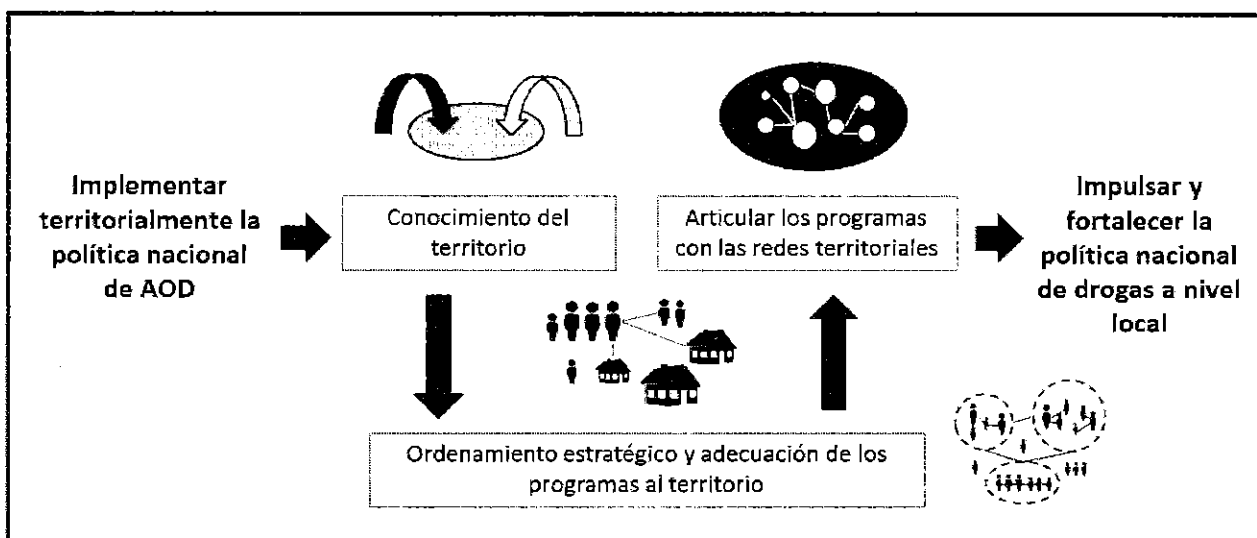 Implementar
territorialmente la
política nacional
de AOD
Conocimiento del
territorio
Articular los programas
con las redes territoriales
Impulsar y
fortalecer la
política nacional
de drogas a nivel
local
Ordenamiento estratégico y adecuación de los
programas al territorio